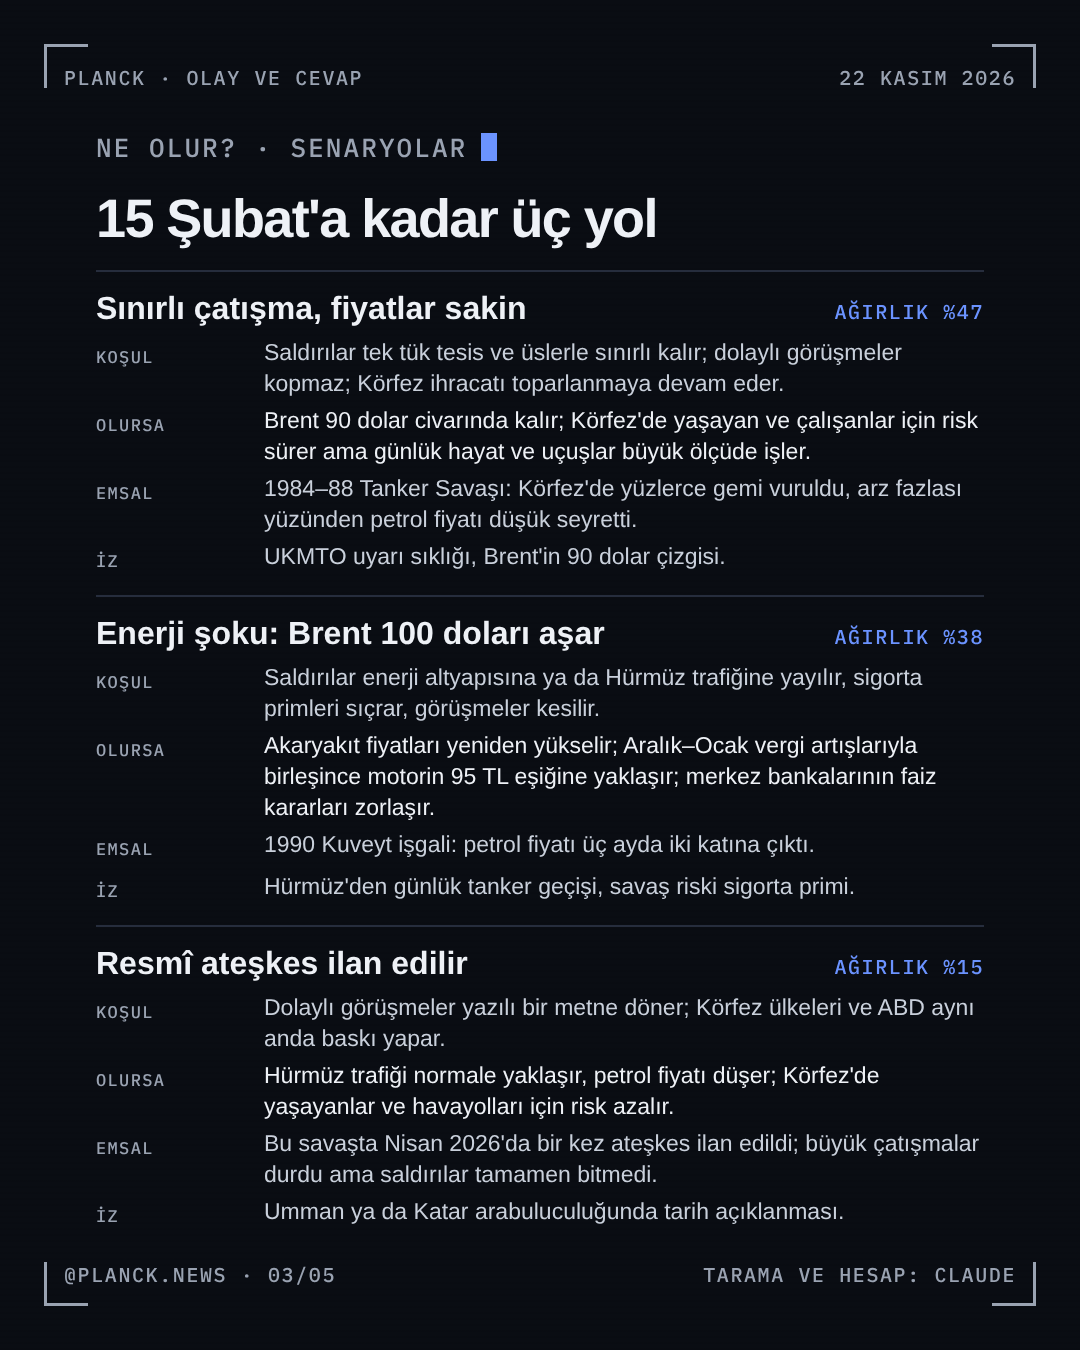 PLANCK · OLAY VE CEVAP
22 KASIM 2026
NE OLUR? · SENARYOLAR
15 Şubat'a kadar üç yol
Sınırlı çatışma, fiyatlar sakin
AĞIRLIK %47
KOŞUL
Saldırılar tek tük tesis ve üslerle sınırlı kalır; dolaylı görüşmeler
kopmaz; Körfez ihracatı toparlanmaya devam eder.
OLURSA
Brent 90 dolar civarında kalır; Körfez'de yaşayan ve çalışanlar için risk
sürer ama günlük hayat ve uçuşlar büyük ölçüde işler.
EMSAL
1984–88 Tanker Savaşı: Körfez'de yüzlerce gemi vuruldu, arz fazlası
yüzünden petrol fiyatı düşük seyretti.
İZ
UKMTO uyarı sıklığı, Brent'in 90 dolar çizgisi.
Enerji şoku: Brent 100 doları aşar
AĞIRLIK %38
KOŞUL
Saldırılar enerji altyapısına ya da Hürmüz trafiğine yayılır, sigorta
primleri sıçrar, görüşmeler kesilir.
OLURSA
Akaryakıt fiyatları yeniden yükselir; Aralık–Ocak vergi artışlarıyla
birleşince motorin 95 TL eşiğine yaklaşır; merkez bankalarının faiz
kararları zorlaşır.
EMSAL
1990 Kuveyt işgali: petrol fiyatı üç ayda iki katına çıktı.
İZ
Hürmüz'den günlük tanker geçişi, savaş riski sigorta primi.
Resmî ateşkes ilan edilir
AĞIRLIK %15
KOŞUL
Dolaylı görüşmeler yazılı bir metne döner; Körfez ülkeleri ve ABD aynı
anda baskı yapar.
OLURSA
Hürmüz trafiği normale yaklaşır, petrol fiyatı düşer; Körfez'de
yaşayanlar ve havayolları için risk azalır.
EMSAL
Bu savaşta Nisan 2026'da bir kez ateşkes ilan edildi; büyük çatışmalar
durdu ama saldırılar tamamen bitmedi.
İZ
Umman ya da Katar arabuluculuğunda tarih açıklanması.
@PLANCK.NEWS · 03/05
TARAMA VE HESAP: CLAUDE